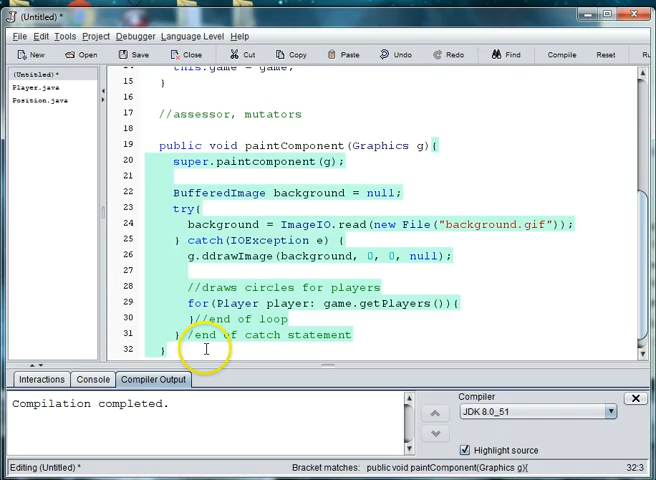 (Untitled) *
File Edit Tools Project Debugger Language Level Help
New Open Save Close Cut Copy Paste Undo Redo Find Compile Reset Ru
(Untitled) *
Player.java
Position.java
this.game = game;
15 }
16
17 //assessor, mutators
18
19 public void paintComponent(Graphics g){
20 super.paintcomponent(g);
21
22 BufferedImage background = null;
23 try{
24 background = ImageIO.read(new File("background.gif"));
25 } catch(IOException e) {
26 g.ddrawImage(background, 0, 0, null);
27
28 //draws circles for players
29 for(Player player: game.getPlayers()){
30 }//end of loop
31 }/end of catch statement
32 }
Interactions Console Compiler Output
Compilation completed.
Compiler
JDK 8.0_51
Highlight source
Editing (Untitled) * Bracket matches: public void paintComponent(Graphics g){ 32:3